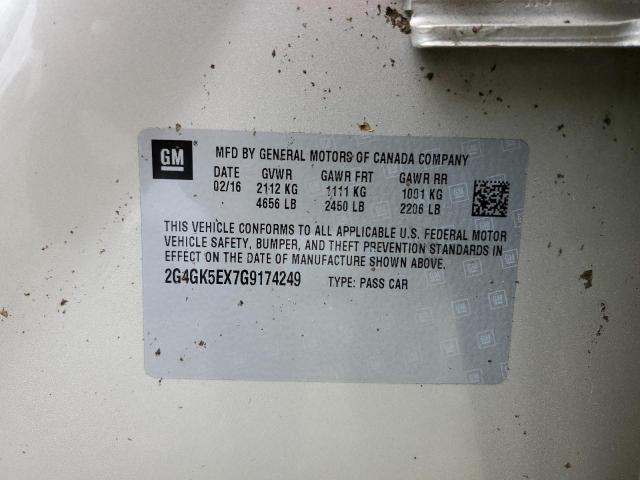 GM
MFD BY GENERAL MOTORS OF CANADA COMPANY
DATE GVWR GAWR FRT GAWR RR
02/16 2112 KG 1111 KG 1001 KG
4656 LB 2450 LB 2206 LB
THIS VEHICLE CONFORMS TO ALL APPLICABLE U.S. FEDERAL MOTOR
VEHICLE SAFETY, BUMPER, AND THEFT PREVENTION STANDARDS IN
EFFECT ON THE DATE OF MANUFACTURE SHOWN ABOVE.
2G4GK5EX7G9174249 TYPE: PASS CAR